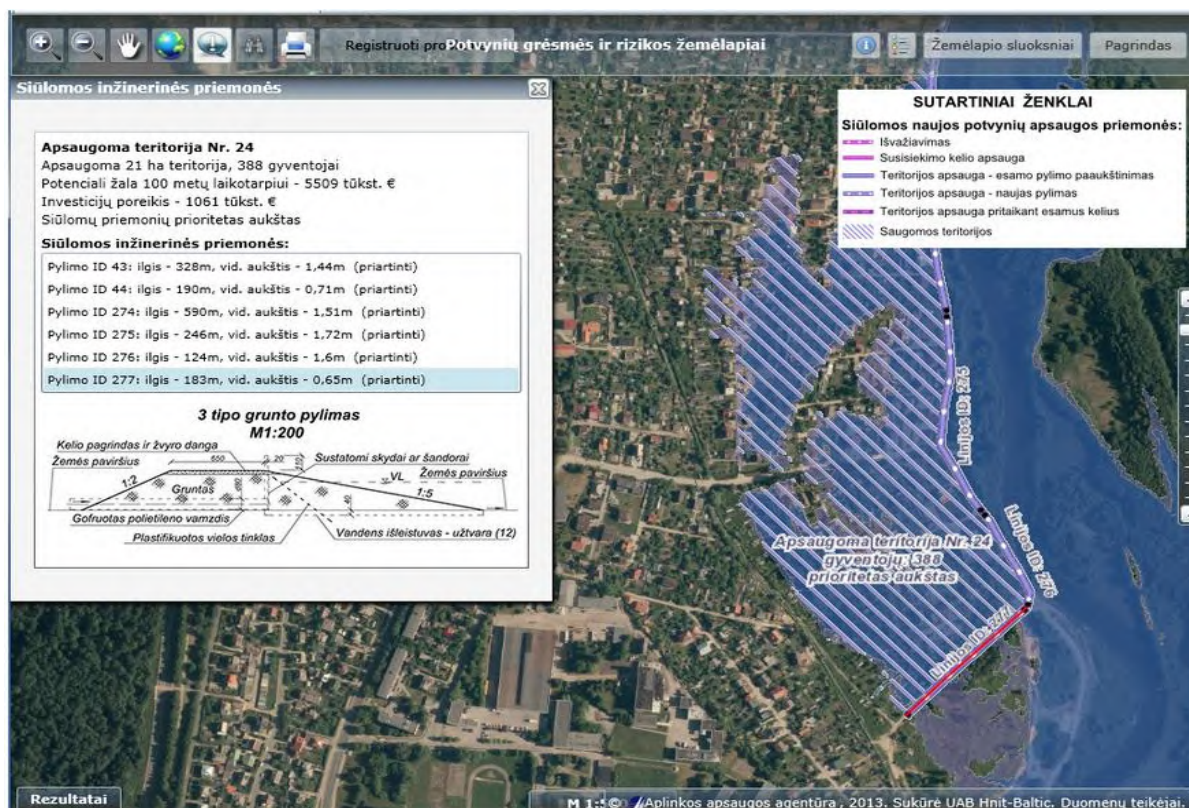 Registruoti pro
Potvynių grėsmės ir rizikos žemėlapiai
Žemėlapio sluoksniai
Pagrindas
Siūlomos inžinerinės priemonės
Apsaugoma teritorija Nr. 24
Apsaugoma 21 ha teritorija, 388 gyventojai
Potenciali žala 100 metų laikotarpiui - 5509 tūkst. €
Investicijų poreikis - 1061 tūkst. €
Siūlomų priemonių prioritetas aukštas
Siūlomos inžinerinės priemonės:
Pylimo ID 43: ilgis - 328m, vid. aukštis - 1,44m (priartinti)
Pylimo ID 44: ilgis - 190m, vid. aukštis - 0,71m (priartinti)
Pylimo ID 274: ilgis - 590m, vid. aukštis - 1,51m (priartinti)
Pylimo ID 275: ilgis - 246m, vid. aukštis - 1,72m (priartinti)
Pylimo ID 276: ilgis - 124m, vid. aukštis - 1,6m (priartinti)
Pylimo ID 277: ilgis - 183m, vid. aukštis - 0,65m (priartinti)
3 tipo grunto pylimas
M1:200
Kelio pagrindas ir žvyro danga
Žemės paviršius
550
20
Sustatomi skydai ar šandorai
VL
Žemės paviršius
1:2
Gruntas
1:5
Gofruotas polietileno vamzdis
Plastifikuotos vielos tinklas
Vandens išleistuvas - užtvara (12)
SUTARTINIAI ŽENKLAI
Siūlomos naujos potvynių apsaugos priemonės:
Išvažiavimas
Susisiekimo kelio apsauga
Teritorijos apsauga - esamo pylimo paaukštinimas
Teritorijos apsauga - naujas pylimas
Teritorijos apsauga pritaikant esamus kelius
Saugomos teritorijos
Linijos ID: 275
Linijos ID: 276
Linijos ID: 277
Apsaugoma teritorija Nr. 24
gyventojų: 388
prioritetas aukštas
Rezultatai
M 1:5
© Aplinkos apsaugos agentūra, 2013. Sukūrė UAB Hnit-Baltic. Duomenų teikėjai